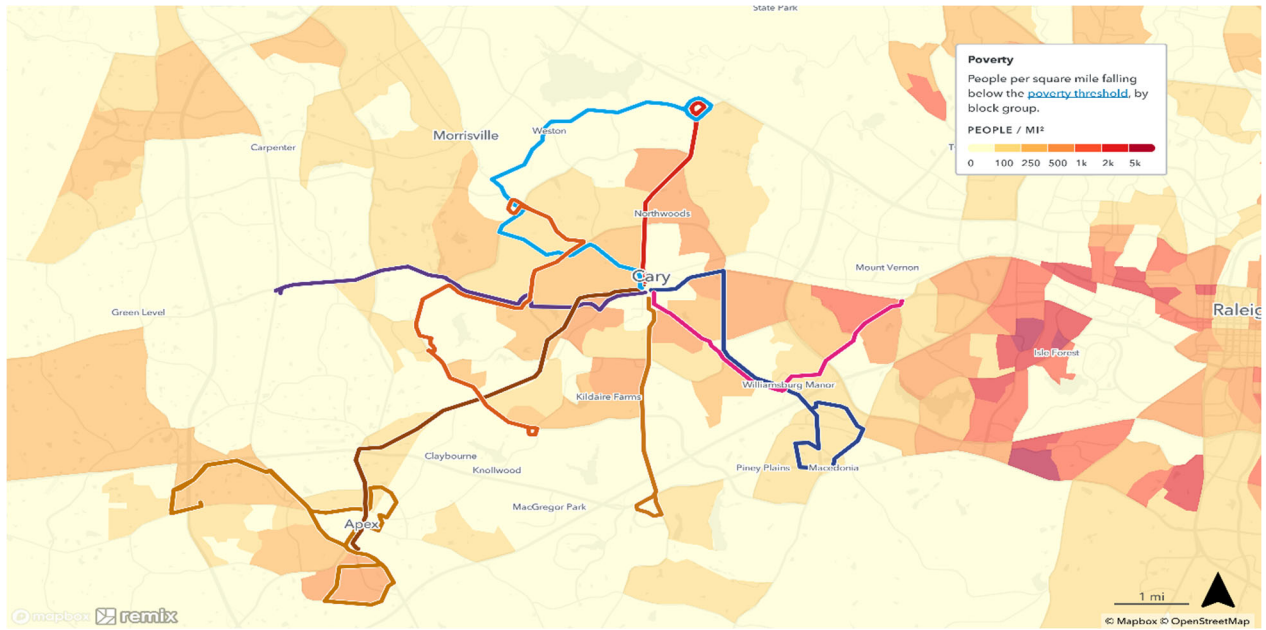 State Park
Poverty
People per square mile falling
below the poverty threshold, by
block group.
PEOPLE / MI²
0 100 250 500 1k 2k 5k
Morrisville
Weston
Carpenter
Northwoods
Cary
Mount Vernon
Green Level
Raleig
Isle Forest
Williamsburg Manor
Kildaire Farms
Claybourne
Knollwood
Piney Plains
Macedonia
MacGregor Park
Apex
1 mi
mapbox remix
© Mapbox © OpenStreetMap